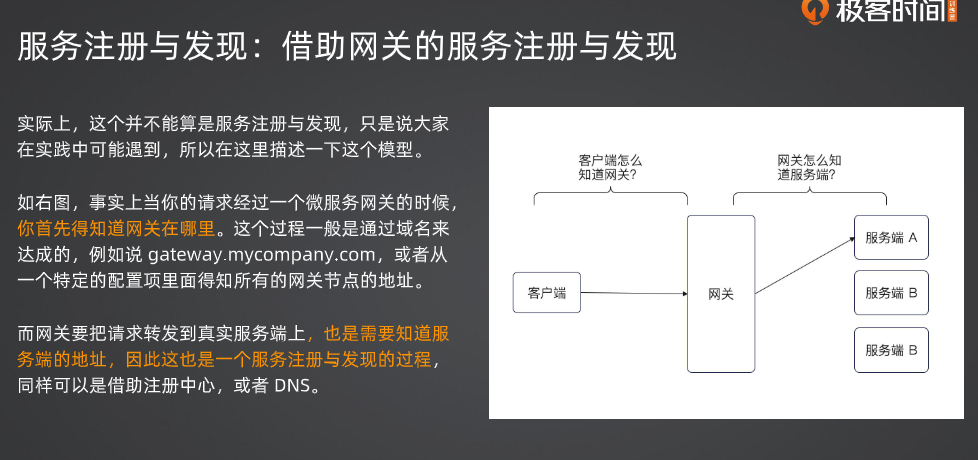 极客时间 训练营
服务注册与发现：借助网关的服务注册与发现
实际上，这个并不能算是服务注册与发现，只是说大家
在实践中可能遇到，所以在这里描述一下这个模型。
如右图，事实上当你的请求经过一个微服务网关的时候，
你首先得知道网关在哪里。这个过程一般是通过域名来
达成的，例如说 gateway.mycompany.com，或者从
一个特定的配置项里面得知所有的网关节点的地址。
而网关要把请求转发到真实服务端上，也是需要知道服
务端的地址，因此这也是一个服务注册与发现的过程，
同样可以是借助注册中心，或者 DNS。
客户端怎么
知道网关？
网关怎么知
道服务端？
客户端
网关
服务端 A
服务端 B
服务端 B